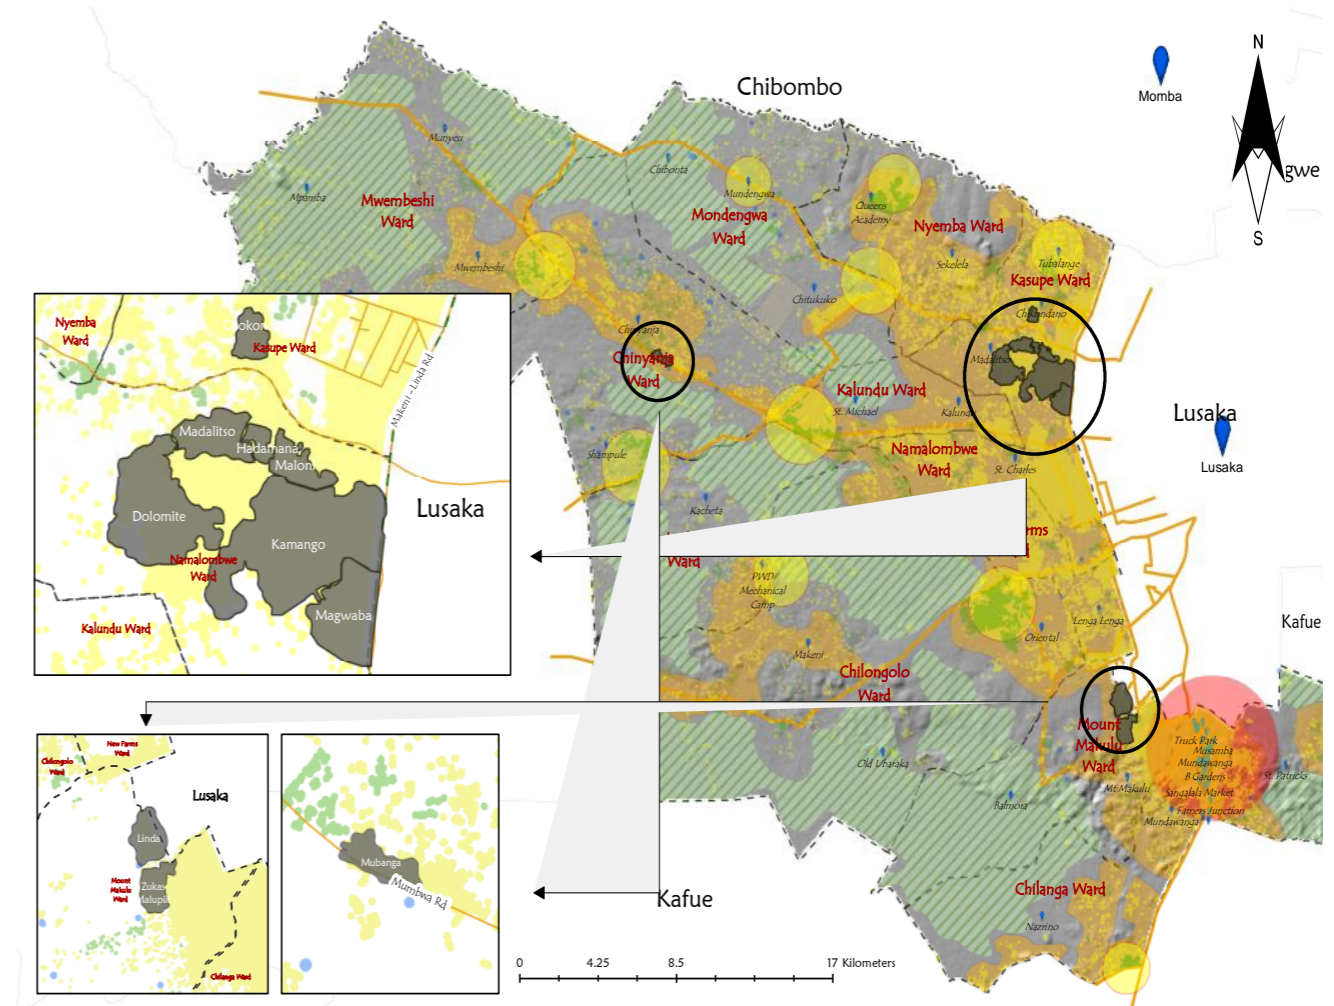 N
S
Momba
gwe
Chibombo
Munyeu
Mpamba
Mwembeshi
Ward
Chibonta
Mundengwa
Mondengwa
Ward
Queens
Academy
Nyemba Ward
Sekelela
Tubalange
Kasupe Ward
Mwembeshi
Chitukuko
Chinyanja
Chinyanja
Ward
Madalitso
Kalundu Ward
St. Michael
Kalundu
Namalombwe
Ward
St. Charles
Lusaka
Lusaka
Shampule
Kacheta
Ward
PWD/
Mechanical
Camp
Makeni
Oriental
Lenga Lenga
Kafue
Chilongolo
Ward
Mount
Makulu
Ward
Old Ubaraka
Balmora
Mt Makulu
Truck Park
Musamba
Mundawanga
B Gardens
Sangalala Market
Famers Junction
Mundawanga
St. Patricks
Chilanga Ward
Nazrino
Kafue
0
4.25
8.5
17 Kilometers
Nyemba
Ward
Kasupe Ward
Makeni - Linda Rd
Madalitso
Hadamana
Maloni
Dolomite
Kamango
Namalombwe
Ward
Magwaba
Kalundu Ward
Lusaka
New Farms
Ward
Chilongolo
Ward
Lusaka
Linda
Mount
Makulu
Ward
Zukas
Chilanga Ward
Mubanga
Mumbwa Rd